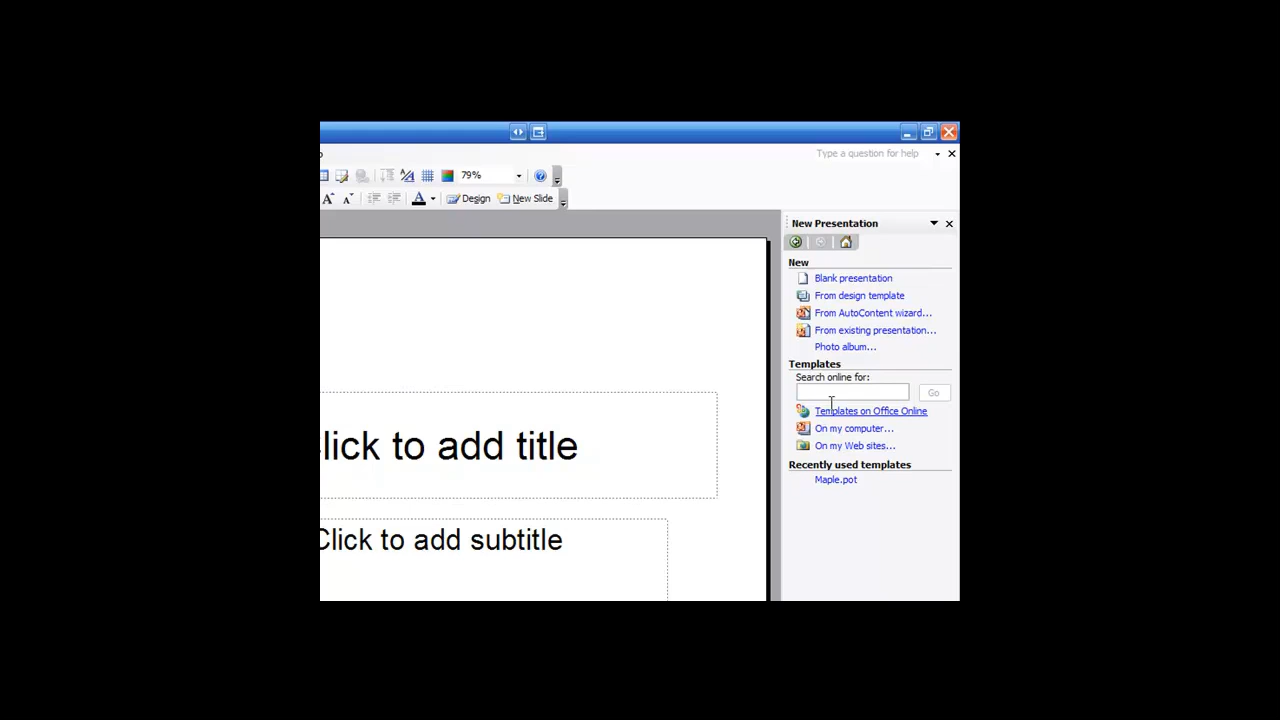 Type a question for help
79%
Design
New Slide
New Presentation
New
Blank presentation
From design template
From AutoContent wizard...
From existing presentation...
Photo album...
Templates
Search online for:
Go
Templates on Office Online
On my computer...
On my Web sites...
Recently used templates
Maple.pot
lick to add title
Click to add subtitle